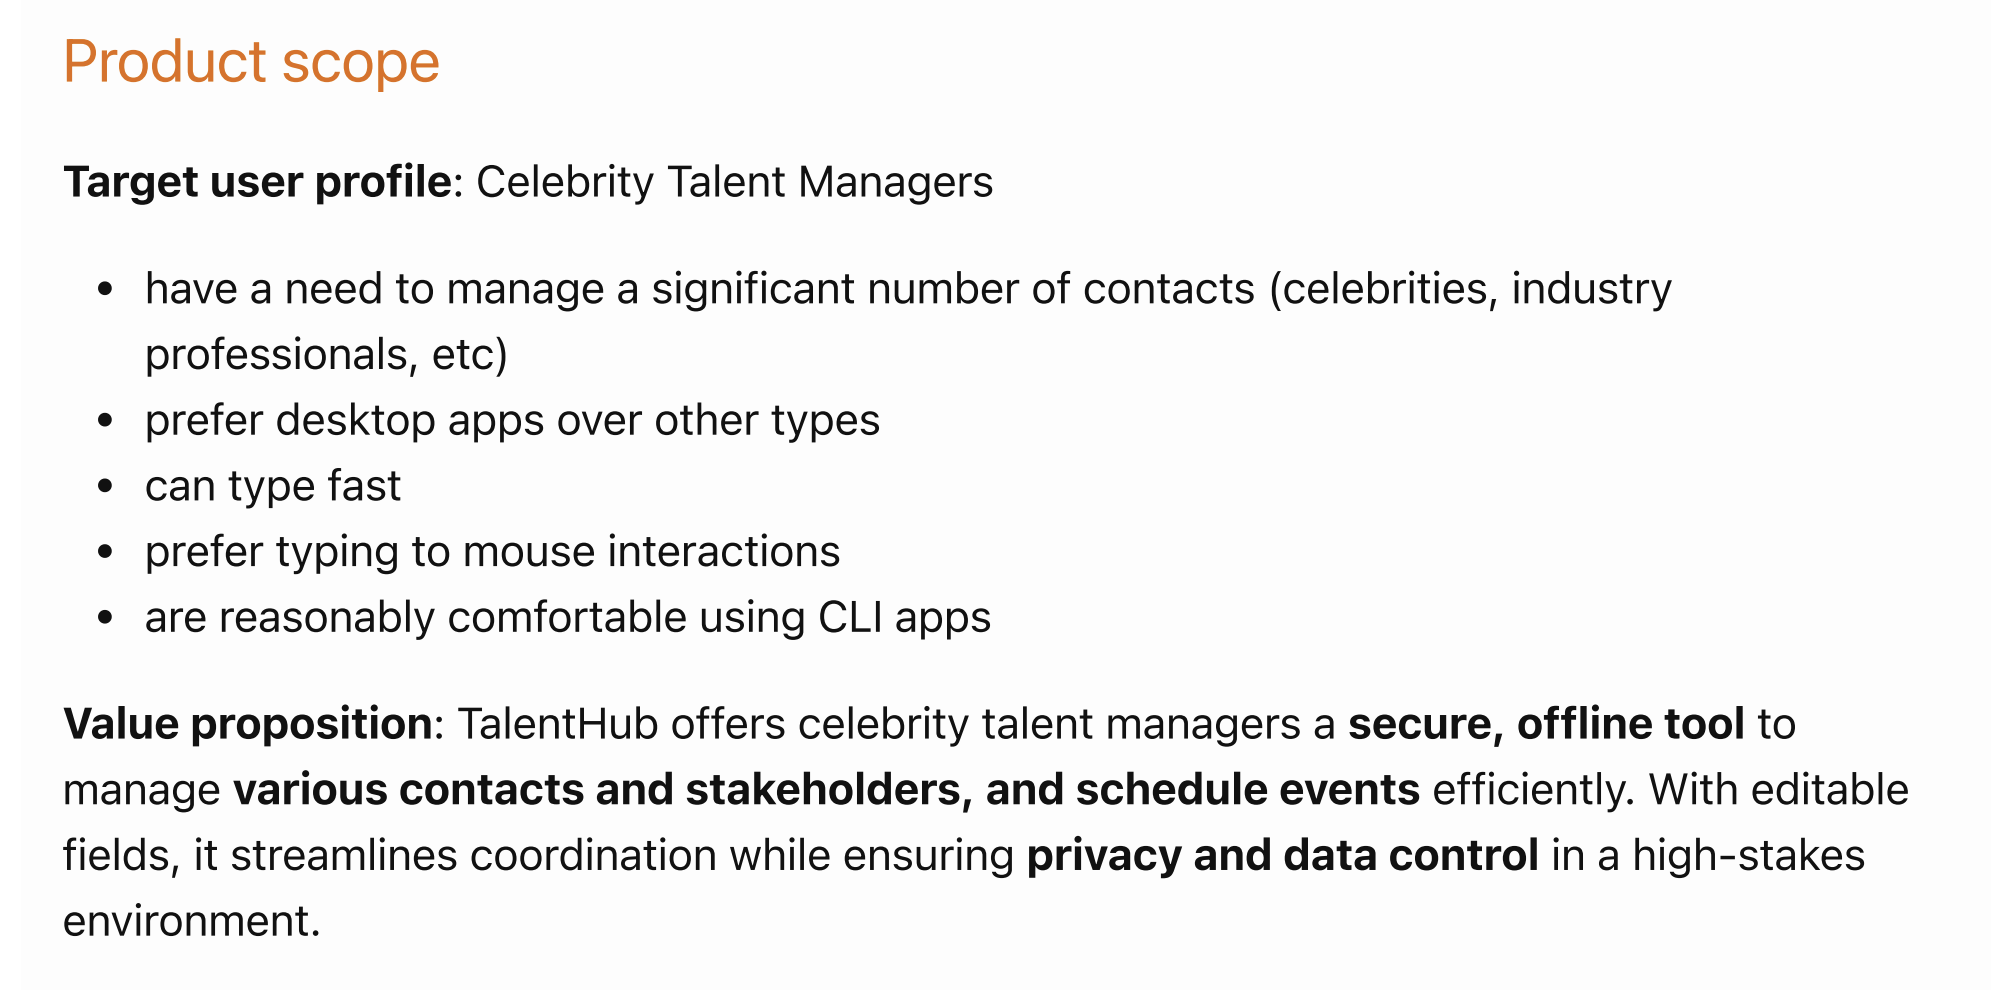 Product scope
Target user profile: Celebrity Talent Managers
• have a need to manage a significant number of contacts (celebrities, industry
professionals, etc)
• prefer desktop apps over other types
• can type fast
• prefer typing to mouse interactions
• are reasonably comfortable using CLI apps
Value proposition: TalentHub offers celebrity talent managers a secure, offline tool to
manage various contacts and stakeholders, and schedule events efficiently. With editable
fields, it streamlines coordination while ensuring privacy and data control in a high-stakes
environment.